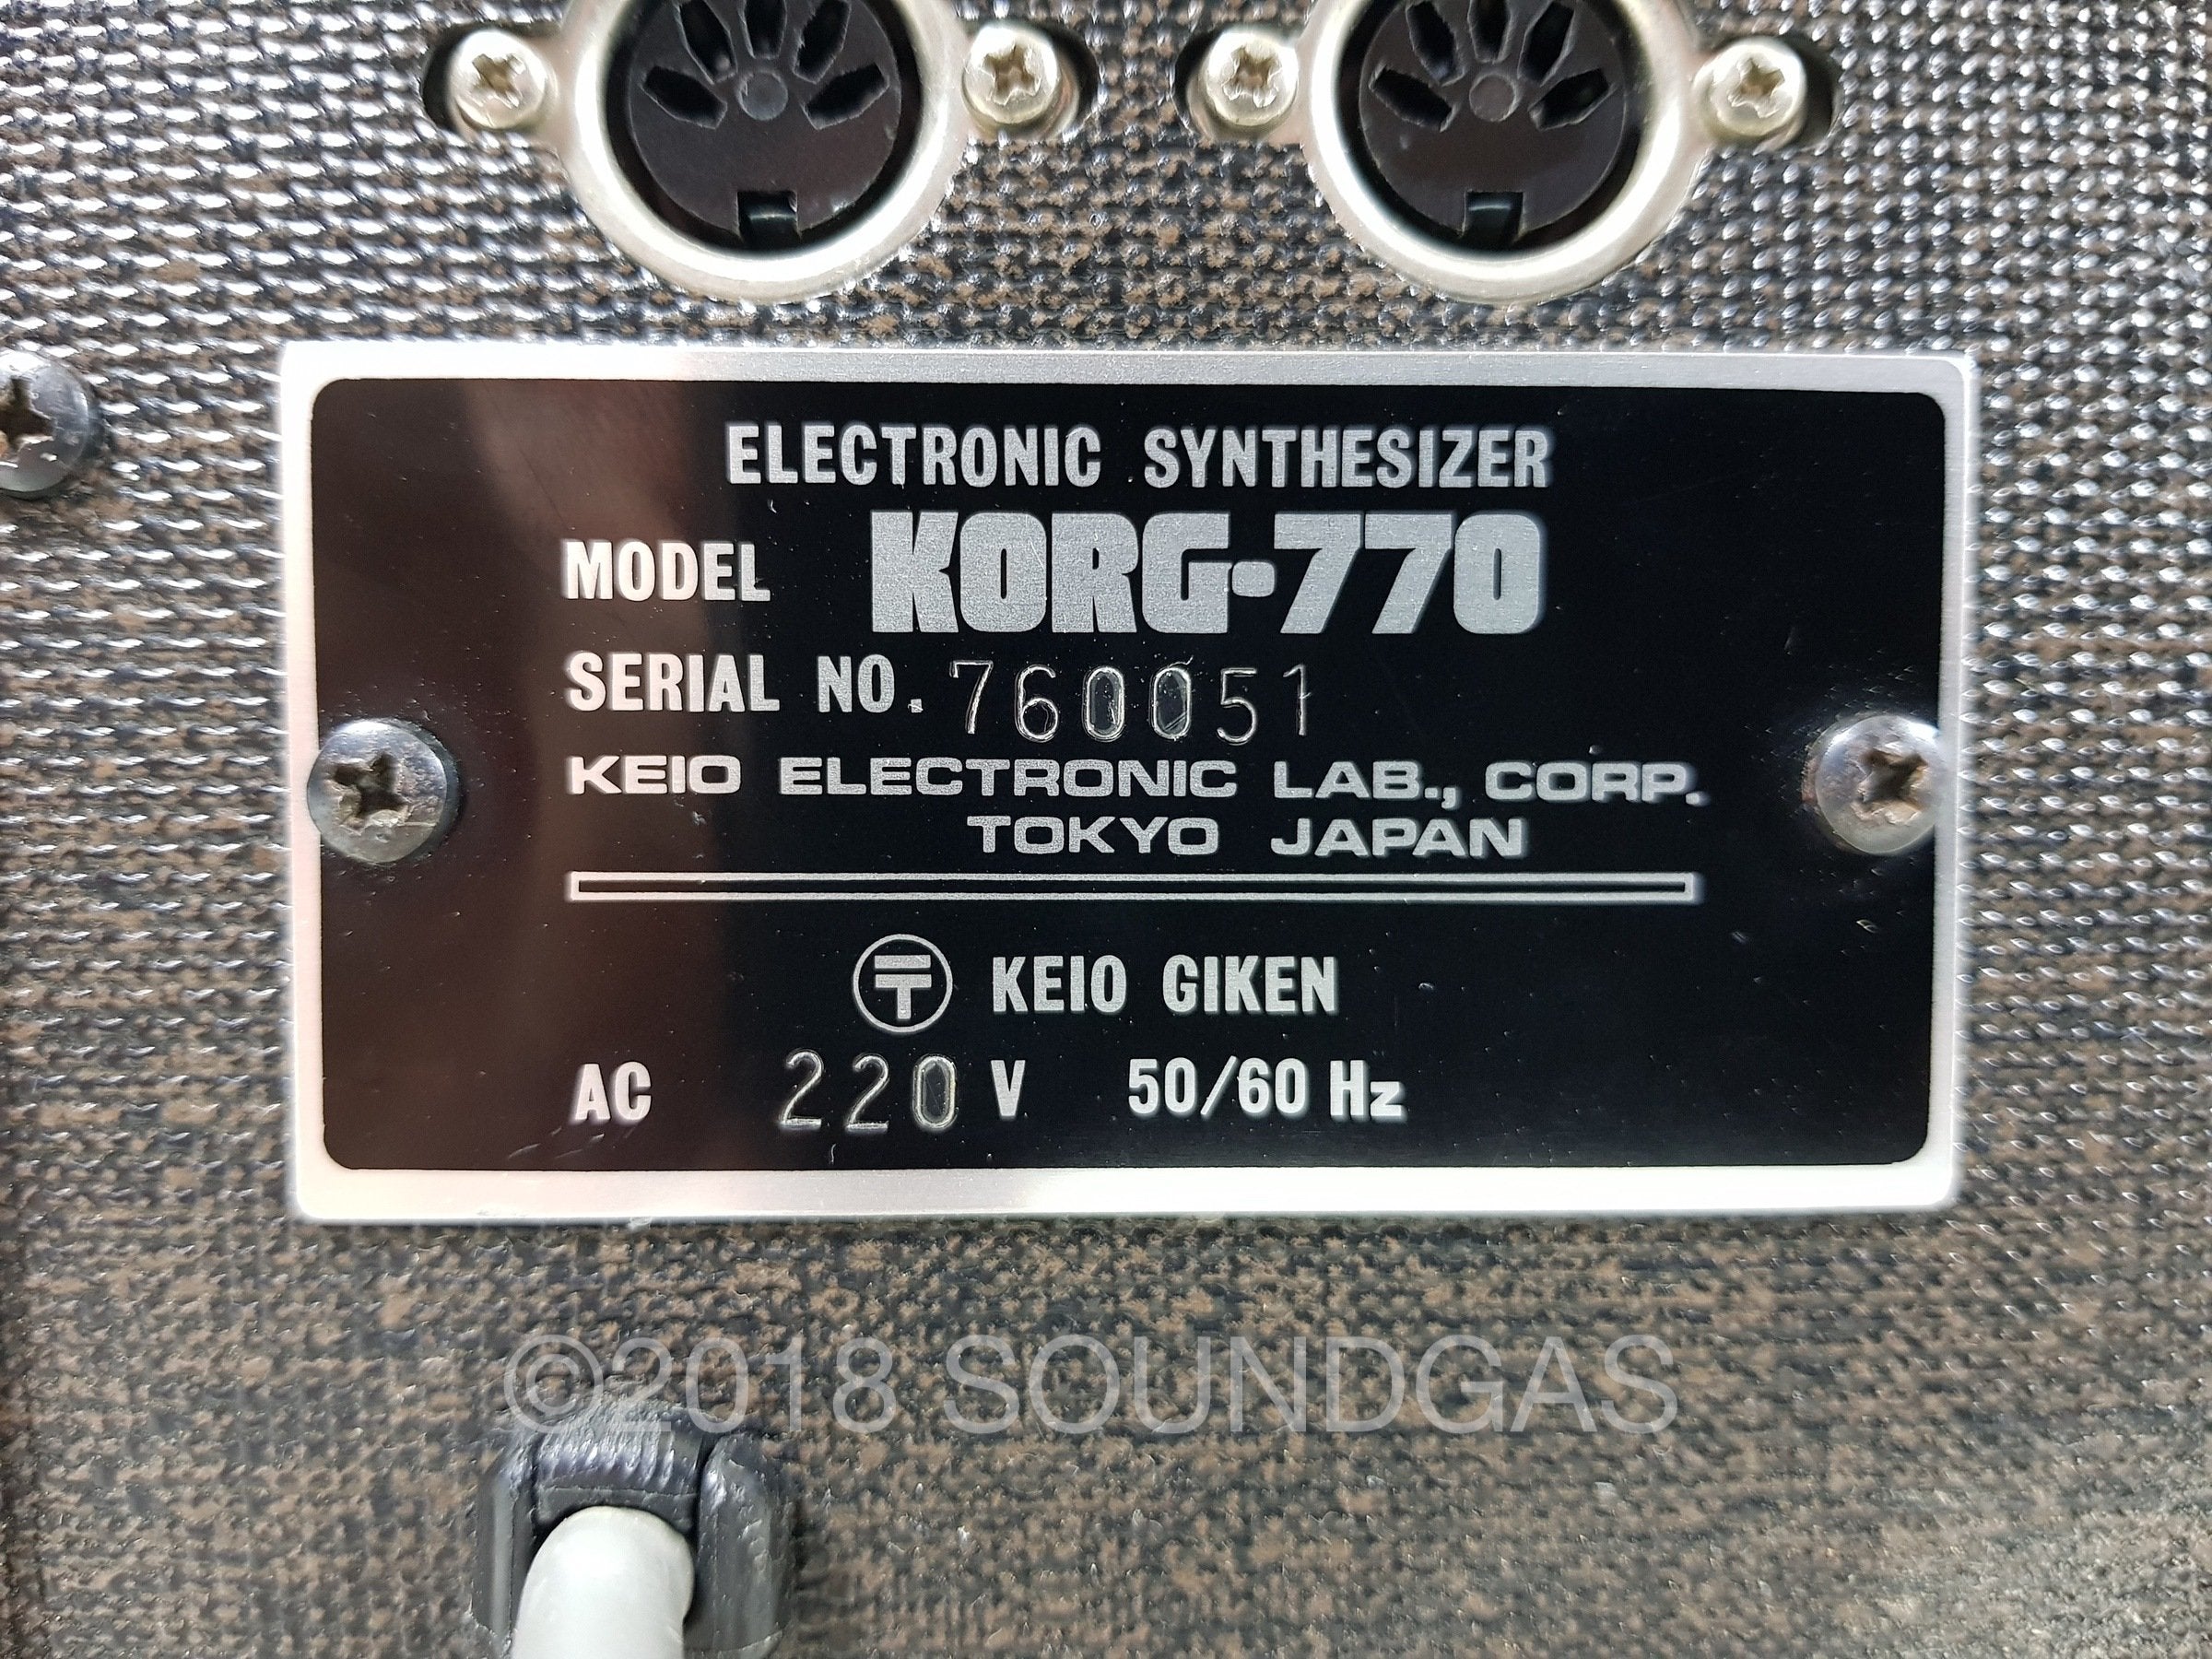 ELECTRONIC SYNTHESIZER
MODEL KORG-770
SERIAL NO. 760051
KEIO ELECTRONIC LAB., CORP.
TOKYO JAPAN
KEIO GIKEN
AC 220 V 50/60 Hz
©2018 SOUNDGAS